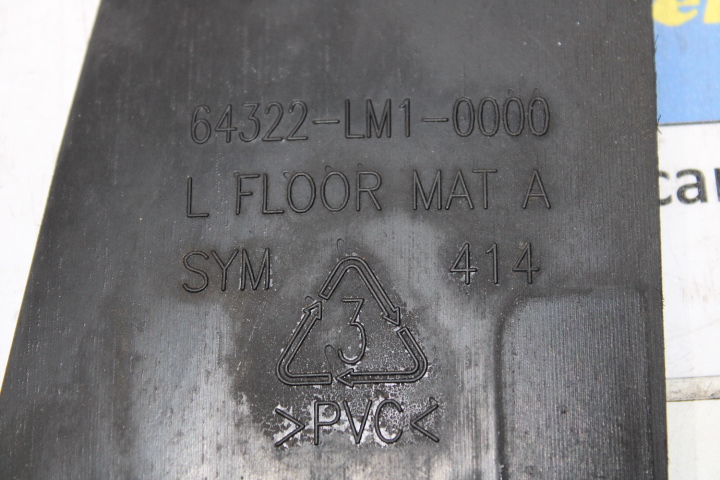 64322-LM1-0000
L FLOOR MAT A
SYM 414
3
>PVC<